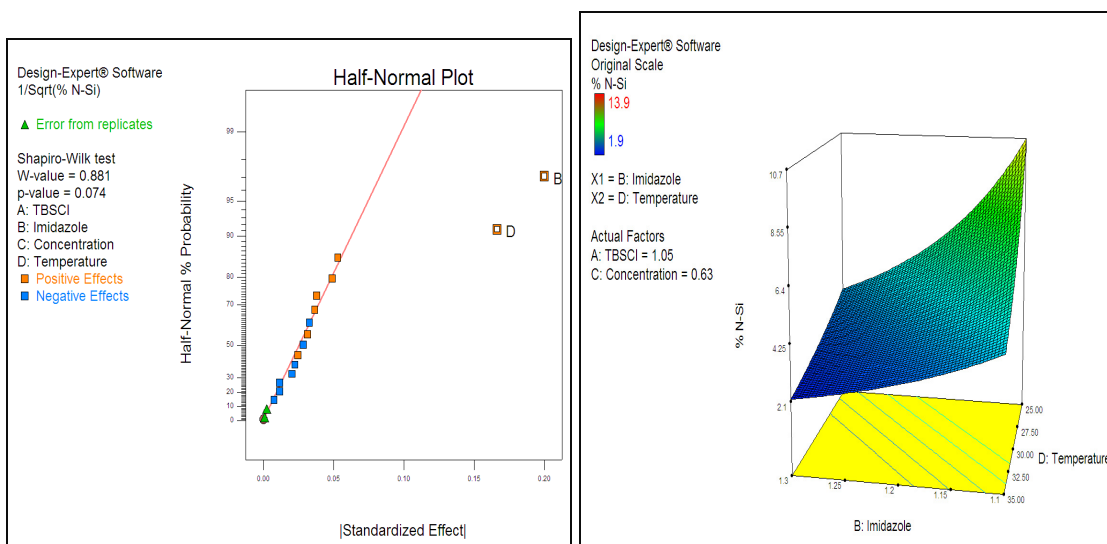 Design-Expert® Software
1/Sqrt(% N-Si)
Error from replicates
Shapiro-Wilk test
W-value = 0.881
p-value = 0.074
A: TBSCI
B: Imidazole
C: Concentration
D: Temperature
Positive Effects
Negative Effects
Half-Normal Plot
Half-Normal % Probability
99
95
90
80
70
50
30
20
10
0
B
D
0.00
0.05
0.10
0.15
0.20
|Standardized Effect|
Design-Expert® Software
Original Scale
% N-Si
13.9
1.9
X1 = B: Imidazole
X2 = D: Temperature
Actual Factors
A: TBSCI = 1.05
C: Concentration = 0.63
% N-Si
10.7
8.55
6.4
4.25
2.1
1.3
1.25
1.2
1.15
1.1
25.00
27.50
30.00
32.50
35.00
D: Temperature
B: Imidazole